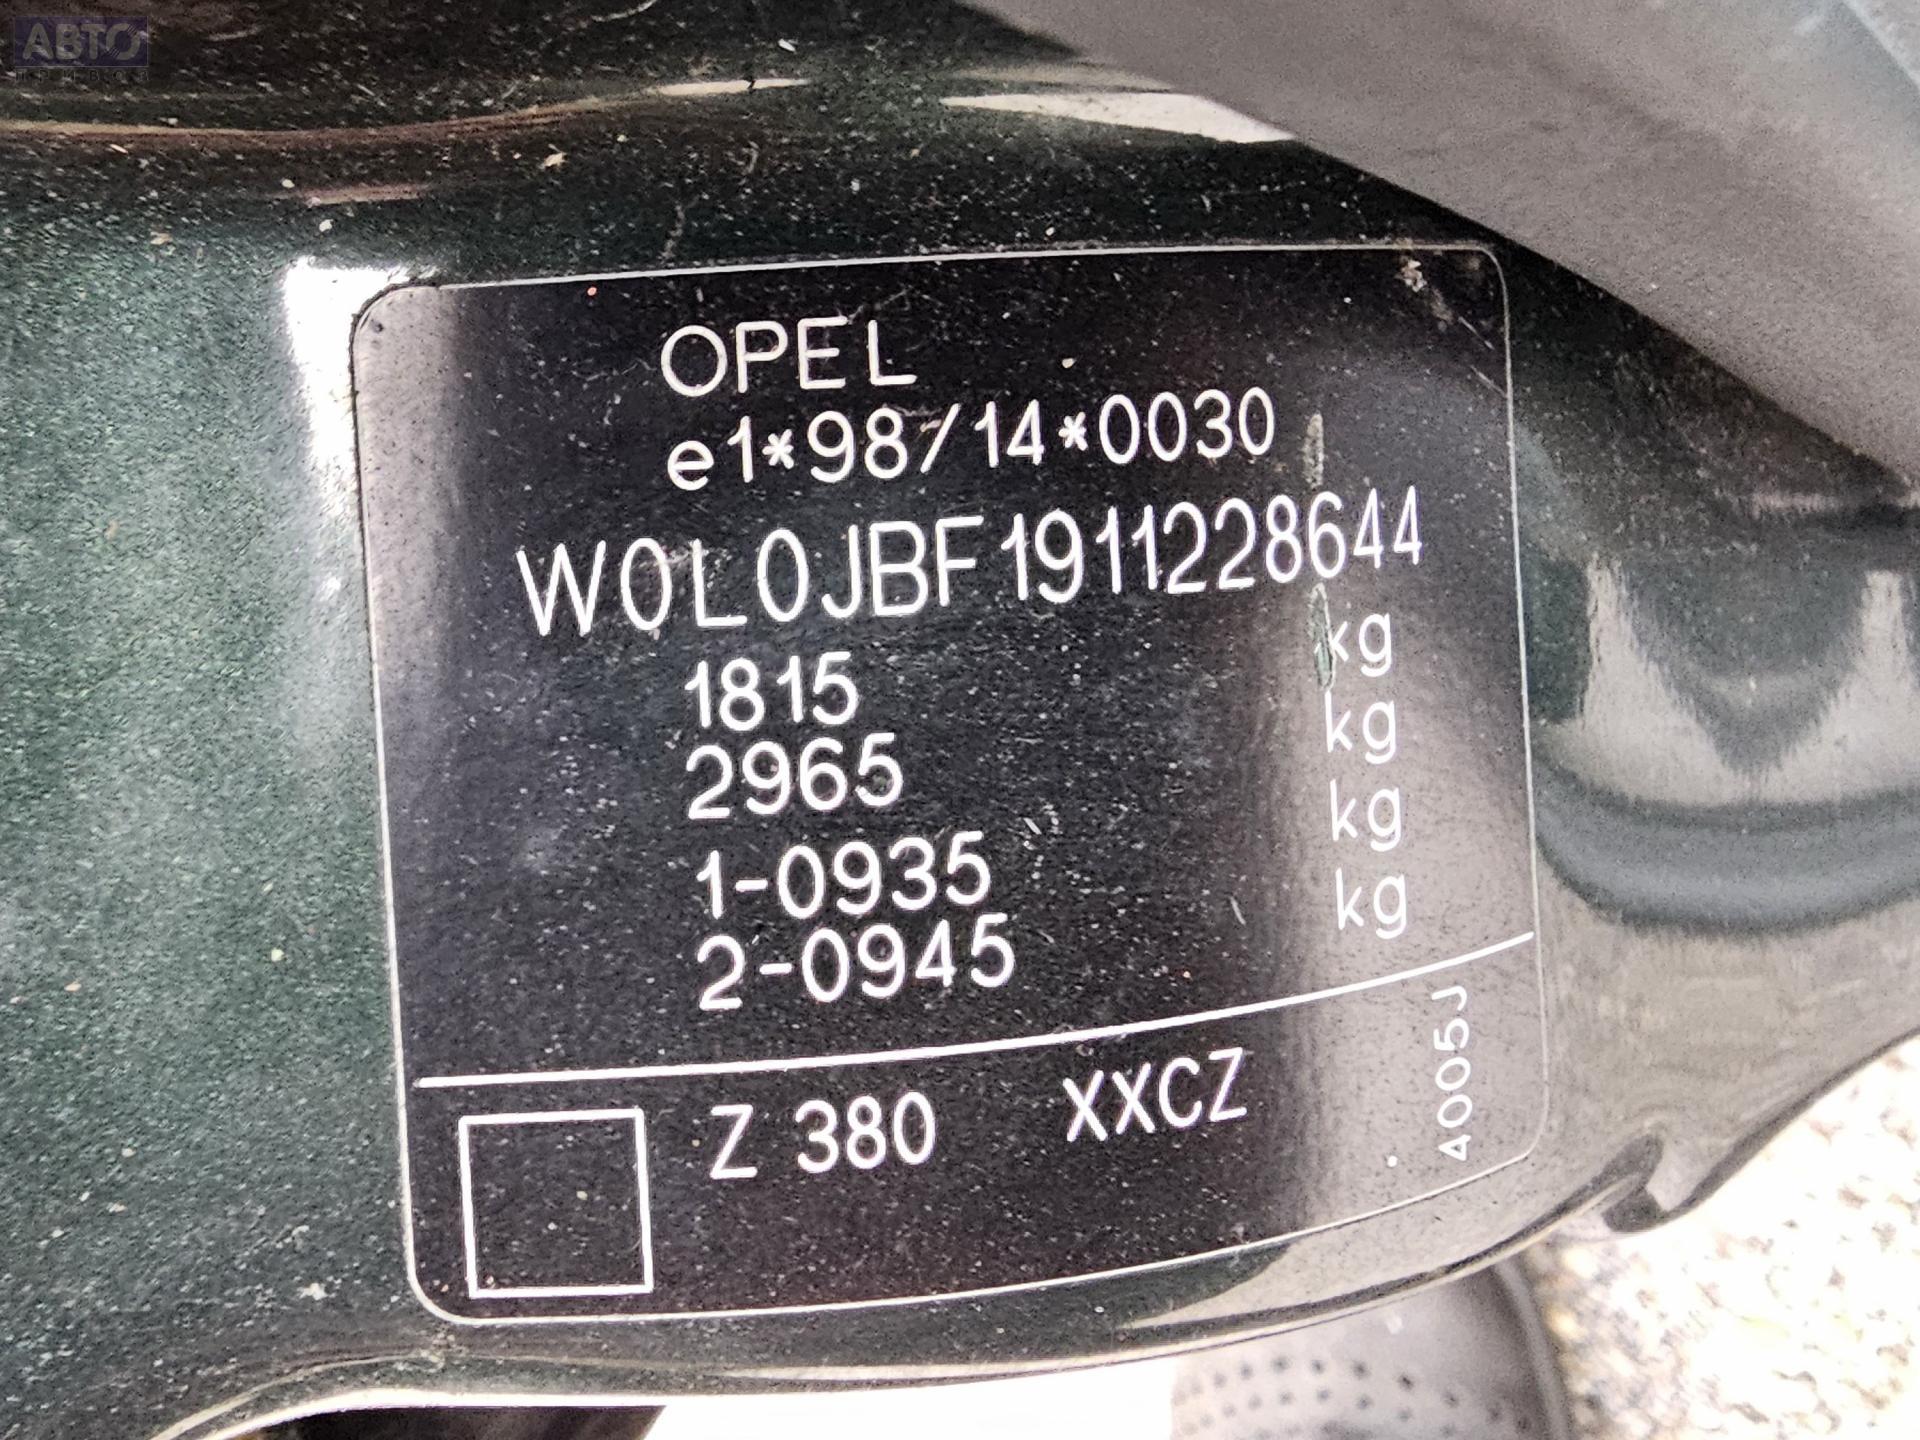 АВТО
ПРИВОЗ
OPEL
e1*98/14*0030
W0L0JBF1911228644
1815 kg
2965 kg
1-0935 kg
2-0945 kg
Z 380 XXCZ
4005J